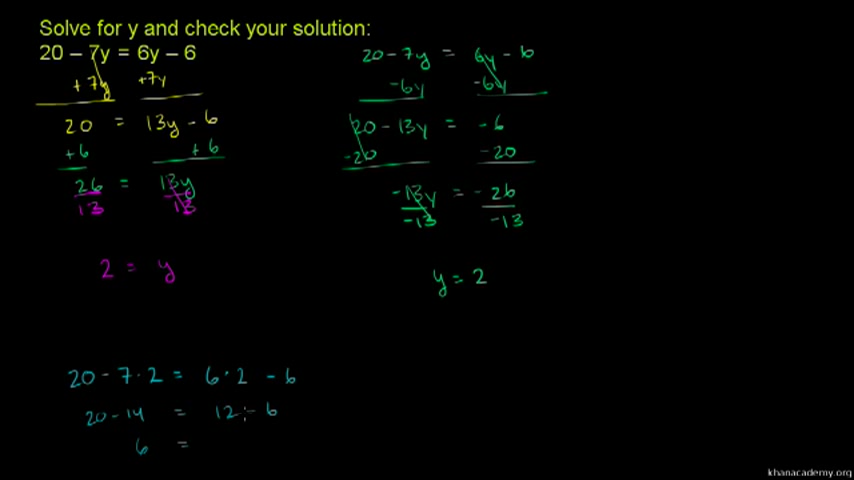 Solve for y and check your solution:
20 – 7y = 6y – 6
+ 7y +7y
20 = 13y - 6
+6 + 6
26 = 13y
13 13
2 = y
20 - 7y = 6y - 6
-6y -6y
20 - 13y = -6
-20 -20
-13y = -26
-13 -13
y = 2
20 - 7·2 = 6·2 - 6
20 - 14 = 12 - 6
6 =
khanacademy.org